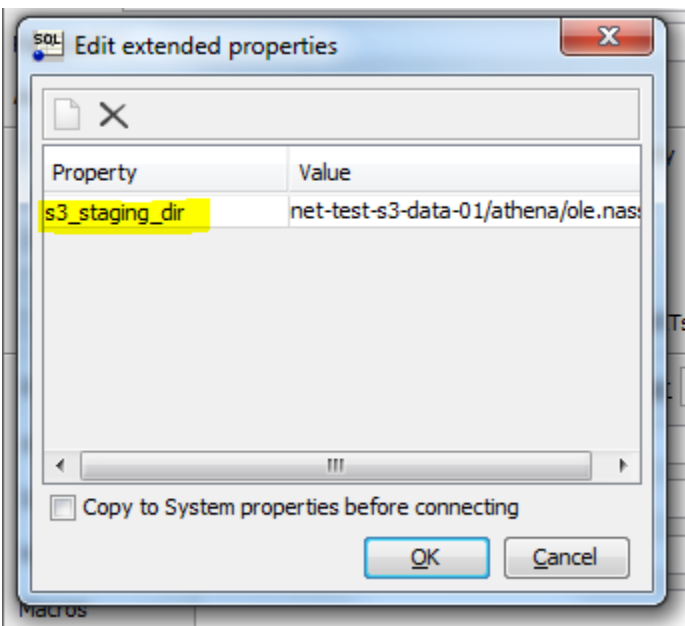 SQL Edit extended properties
Property Value
s3_staging_dir net-test-s3-data-01/athena/ole.nas
Copy to System properties before connecting
OK Cancel
Macros